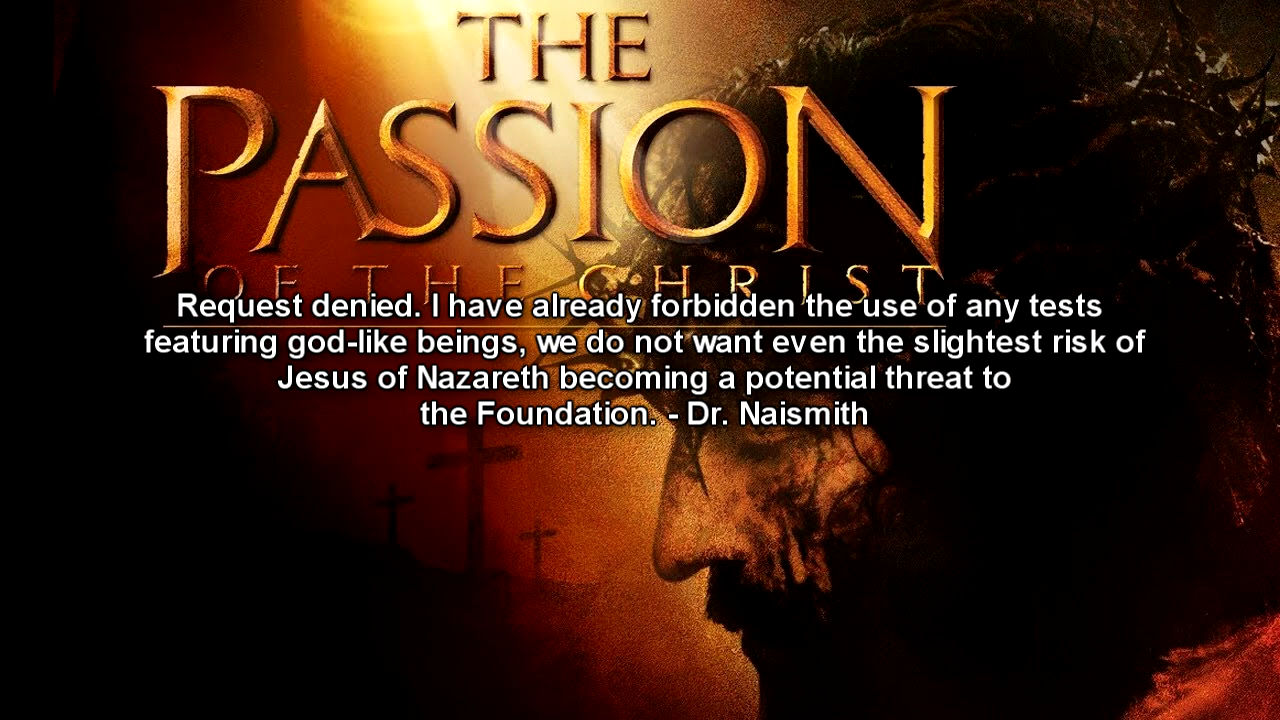 THE
PASSION
OF THE CHRIST
Request denied. I have already forbidden the use of any tests
featuring god-like beings, we do not want even the slightest risk of
Jesus of Nazareth becoming a potential threat to
the Foundation. - Dr. Naismith